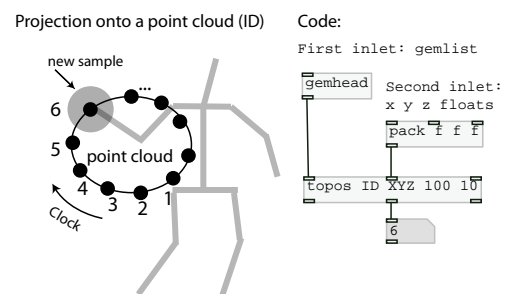 Projection onto a point cloud (ID)
new sample
...
6
5
point cloud
4
3
2
1
Clock
Code:
First inlet: gemlist
gemhead
Second inlet:
x y z floats
pack f f f
topos ID XYZ 100 10
6